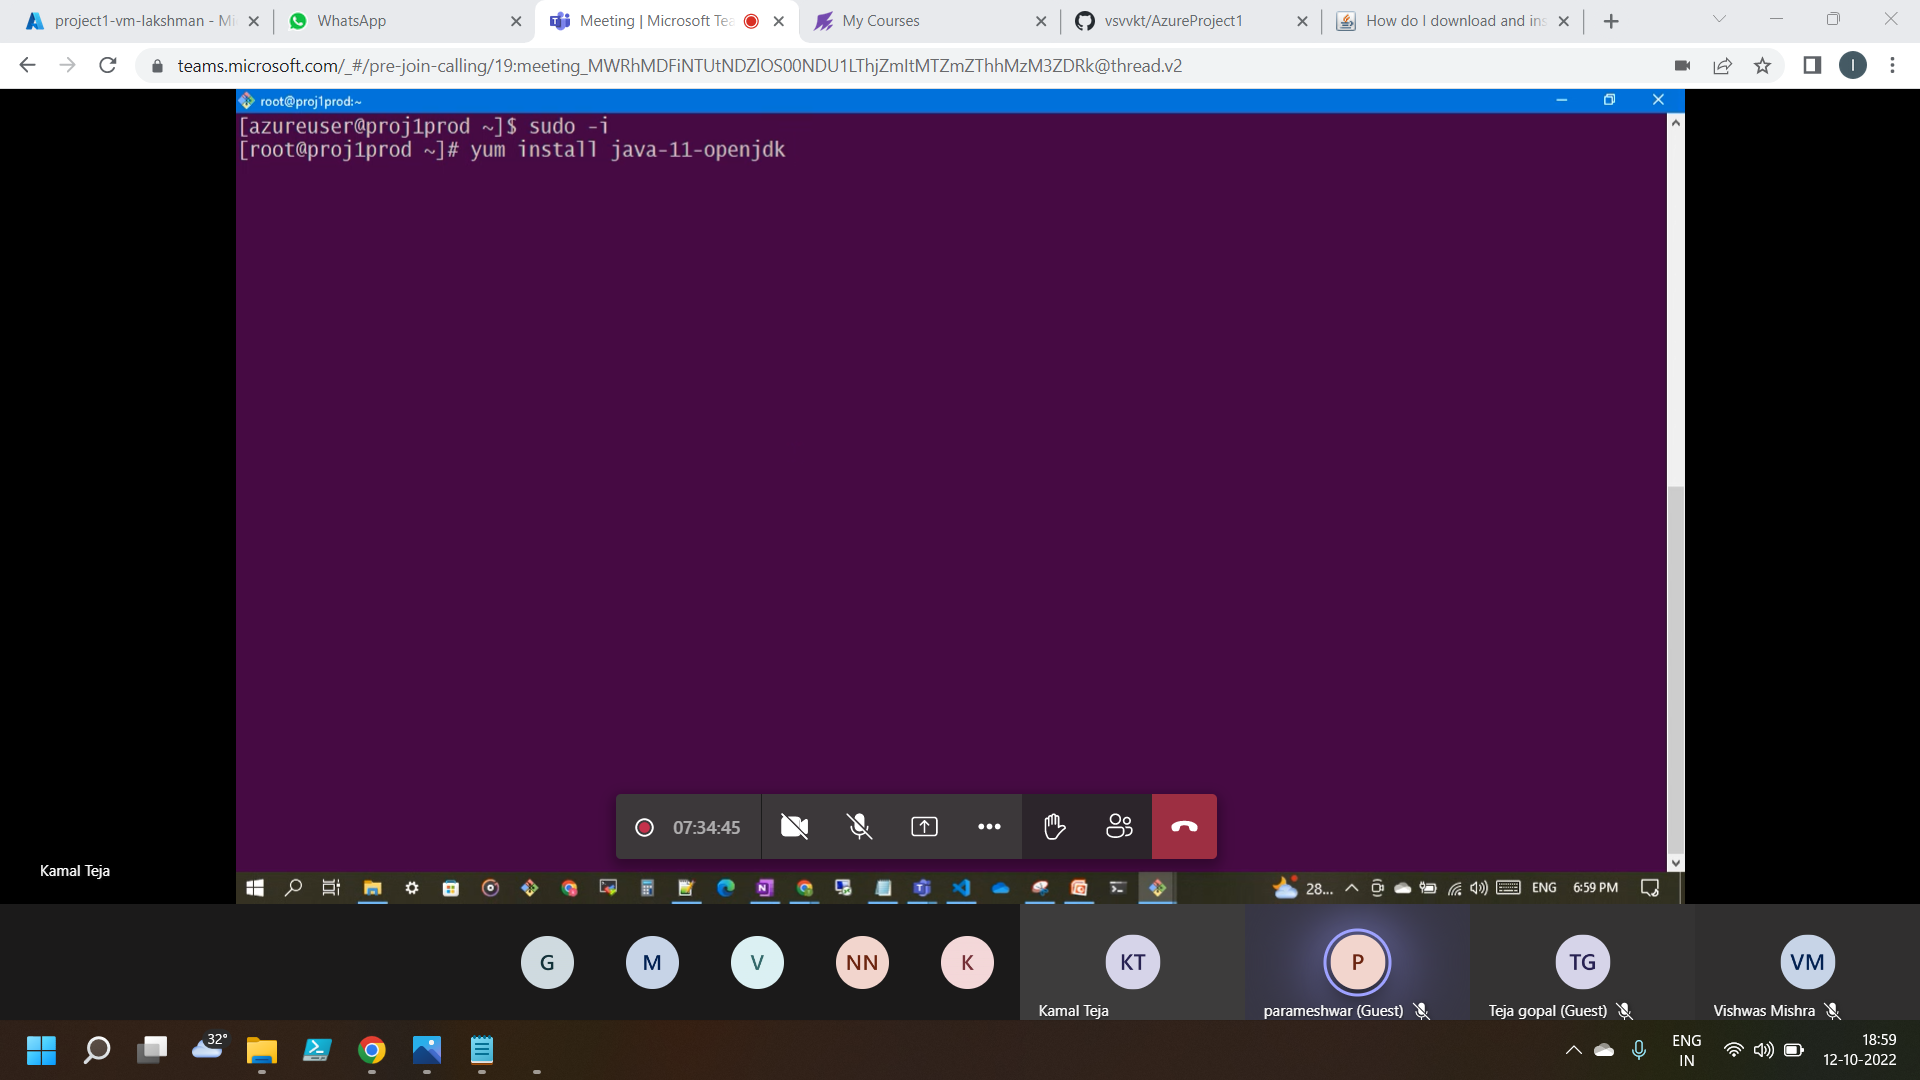 project1-vm-lakshman - Mi
WhatsApp
Meeting | Microsoft Tea
My Courses
vsvvkt/AzureProject1
How do I download and ins
teams.microsoft.com/_#/pre-join-calling/19:meeting_MWRhMDFiNTUtNDZlOS00NDU1LThjZmItMTZmZThhMzM3ZDRk@thread.v2
I
root@proj1prod:~
[azureuser@proj1prod ~]$ sudo -i
[root@proj1prod ~]# yum install java-11-openjdk
07:34:45
Kamal Teja
28...
ENG
6:59 PM
G
M
V
NN
K
KT
P
TG
VM
Kamal Teja
parameshwar (Guest)
Teja gopal (Guest)
Vishwas Mishra
32°
ENG
IN
18:59
12-10-2022